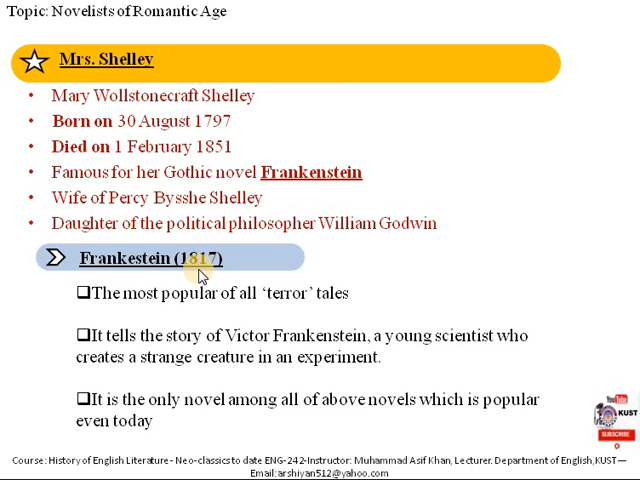 Topic: Novelists of Romantic Age
Mrs. Shelley
• Mary Wollstonecraft Shelley
• Born on 30 August 1797
• Died on 1 February 1851
• Famous for her Gothic novel Frankenstein
• Wife of Percy Bysshe Shelley
• Daughter of the political philosopher William Godwin
Frankestein (1817)
❑The most popular of all ‘terror’ tales
❑It tells the story of Victor Frankenstein, a young scientist who
creates a strange creature in an experiment.
❑It is the only novel among all of above novels which is popular
even today
YouTube
KUST
SUBSCRIBE
Course: History of English Literature - Neo-classics to date ENG-242-Instructor: Muhammad Asif Khan, Lecturer. Department of English,KUST—
Email:arshiyan512@yahoo.com